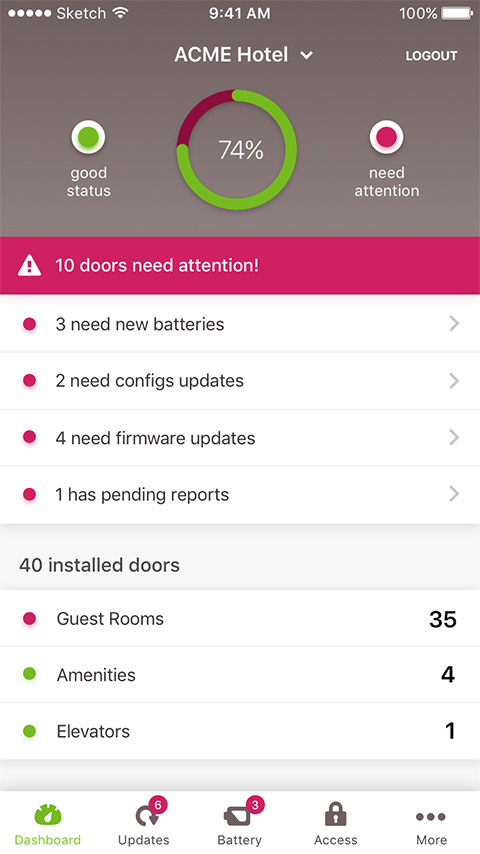 Sketch 9:41 AM 100%
ACME Hotel LOGOUT
74%
good
status
need
attention
10 doors need attention!
3 need new batteries
2 need configs updates
4 need firmware updates
1 has pending reports
40 installed doors
Guest Rooms 35
Amenities 4
Elevators 1
6 3
Dashboard Updates Battery Access More